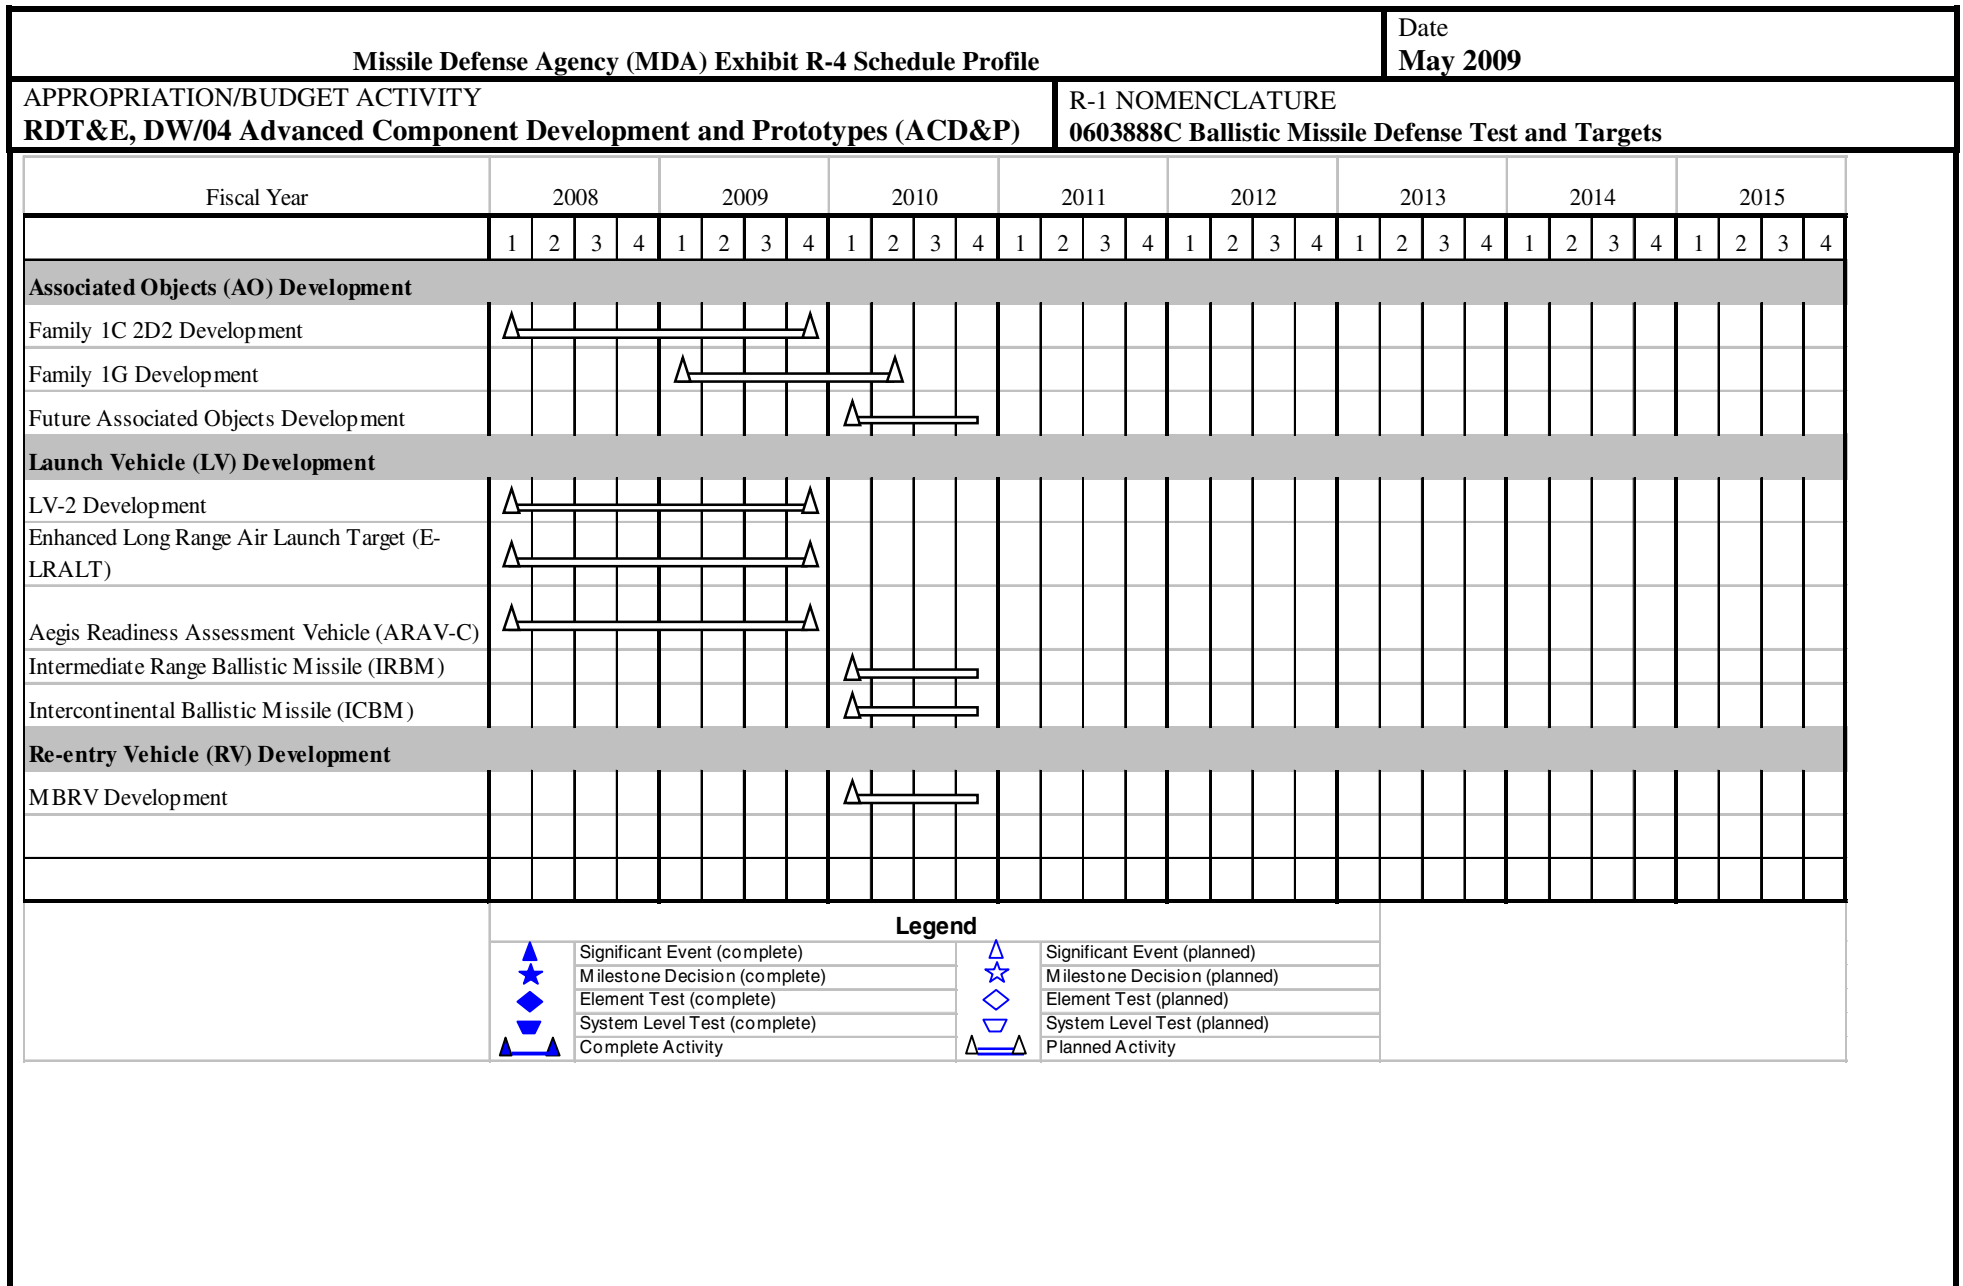 Missile Defense Agency (MDA) Exhibit R-4 Schedule Profile
Date
May 2009
APPROPRIATION/BUDGET ACTIVITY
RDT&E, DW/04 Advanced Component Development and Prototypes (ACD&P)
R-1 NOMENCLATURE
0603888C Ballistic Missile Defense Test and Targets
Fiscal Year 2008 2009 2010 2011 2012 2013 2014 2015
1 2 3 4 1 2 3 4 1 2 3 4 1 2 3 4 1 2 3 4 1 2 3 4 1 2 3 4 1 2 3 4
Associated Objects (AO) Development
Family 1C 2D2 Development
Family 1G Development
Future Associated Objects Development
Launch Vehicle (LV) Development
LV-2 Development
Enhanced Long Range Air Launch Target (E-
LRALT)
Aegis Readiness Assessment Vehicle (ARAV-C)
Intermediate Range Ballistic Missile (IRBM)
Intercontinental Ballistic Missile (ICBM)
Re-entry Vehicle (RV) Development
MBRV Development
Legend
Significant Event (complete) Significant Event (planned)
Milestone Decision (complete) Milestone Decision (planned)
Element Test (complete) Element Test (planned)
System Level Test (complete) System Level Test (planned)
Complete Activity Planned Activity